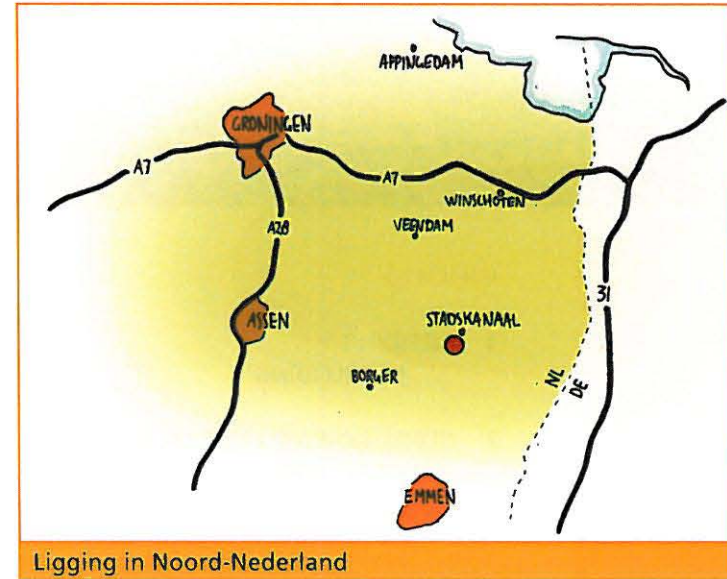 APPINGEDAM
GRONINGEN
A7
A7
WINSCHOTEN
VEENDAM
A28
31
ASSEN
STADSKANAAL
NL
DE
BORGER
EMMEN
Ligging in Noord-Nederland